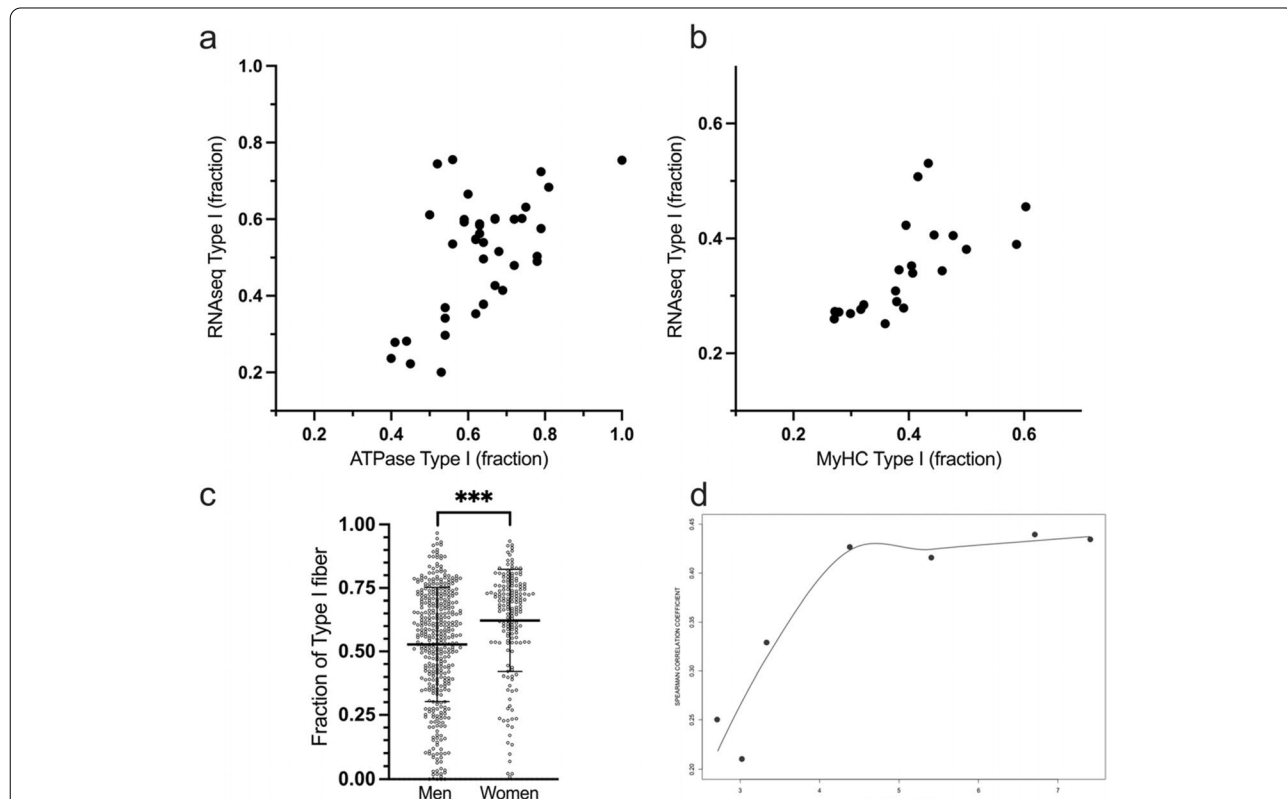 a
1.0
0.8
0.6
0.4
0.2
RNAseq Type I (fraction)
0.2 0.4 0.6 0.8 1.0
ATPase Type I (fraction)
b
0.6
0.4
0.2
RNAseq Type I (fraction)
0.2 0.4 0.6
MyHC Type I (fraction)
c
***
1.00
0.75
0.50
0.25
0.00
Fraction of Type I fiber
Men Women
d
0.45
0.40
0.35
0.30
0.25
0.20
SPEARMAN CORRELATION COEFFICIENT
3 4 5 6 7